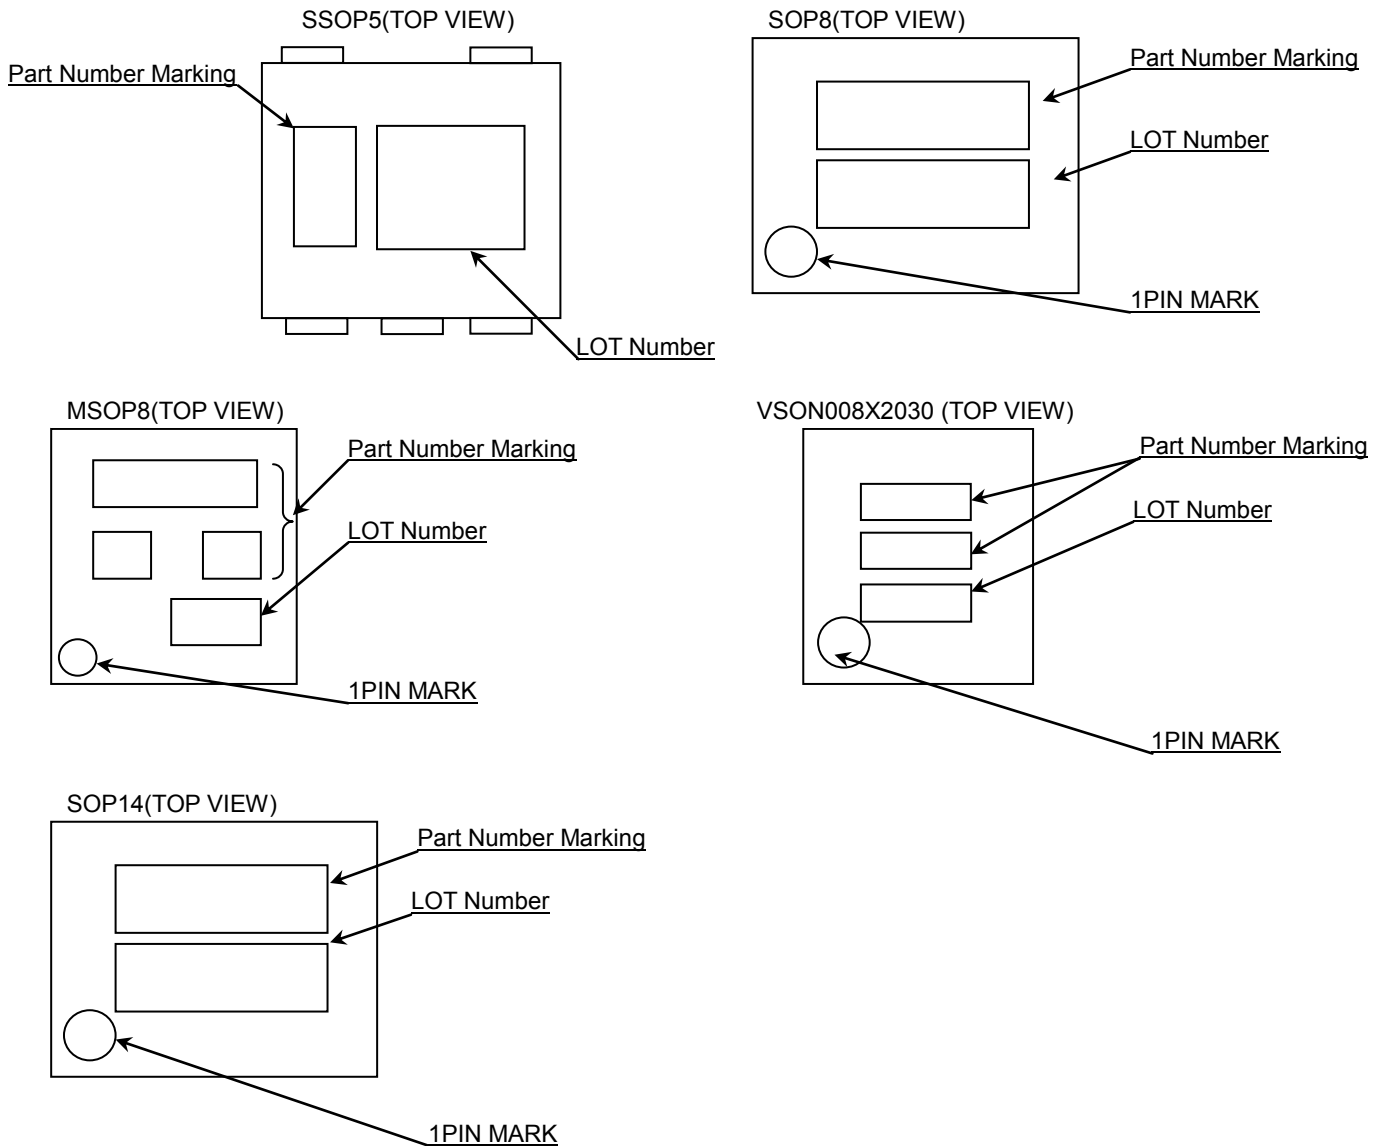 SSOP5(TOP VIEW)
Part Number Marking
LOT Number
SOP8(TOP VIEW)
Part Number Marking
LOT Number
1PIN MARK
MSOP8(TOP VIEW)
Part Number Marking
LOT Number
1PIN MARK
VSON008X2030 (TOP VIEW)
Part Number Marking
LOT Number
1PIN MARK
SOP14(TOP VIEW)
Part Number Marking
LOT Number
1PIN MARK